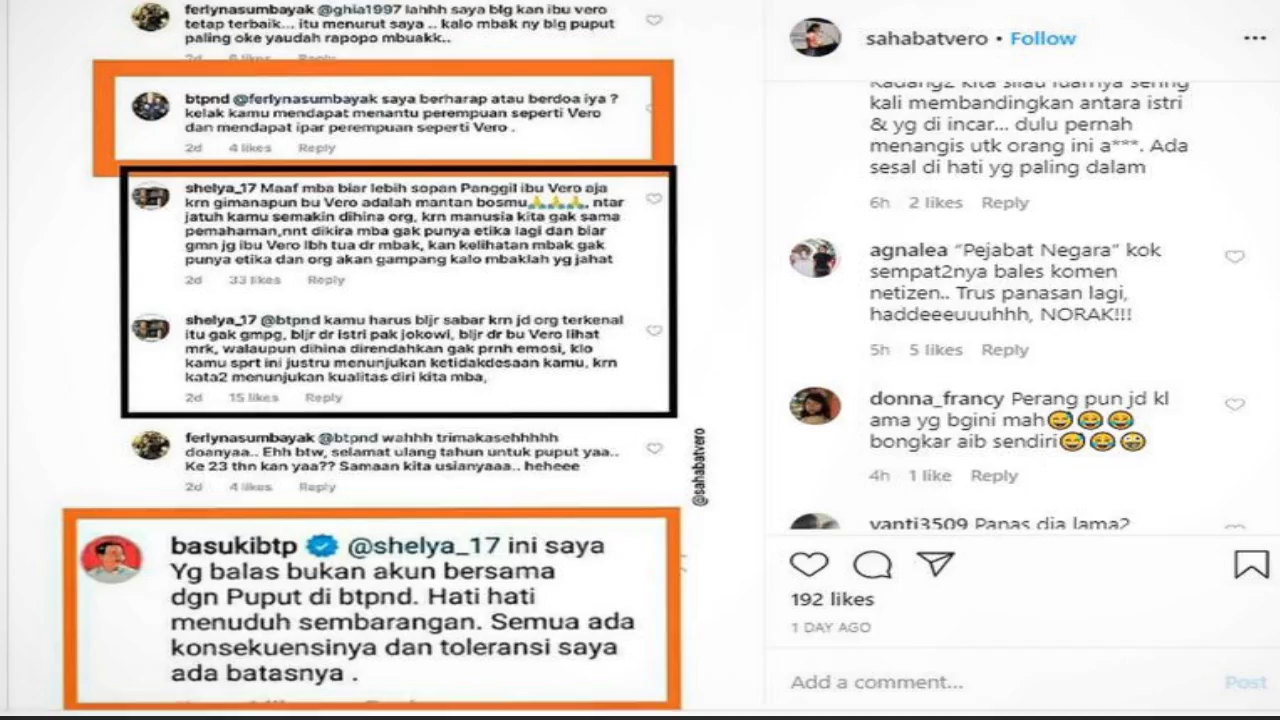 ferlynasumbayak @ghia1997 lahhh saya blg kan ibu vero
tetap terbaik... itu menurut saya .. kalo mbak ny blg puput
paling oke yaudah rapopo mbuakk..
btpnd @ferlynasumbayak saya berharap atau berdoa iya ?
kelak kamu mendapat menantu perempuan seperti Vero
dan mendapat ipar perempuan seperti Vero .
2d 4 likes Reply
shelya_17 Maaf mba biar lebih sopan Panggil ibu Vero aja
krn gimanapun bu Vero adalah mantan bosmu🙏🙏🙏, ntar
jatuh kamu semakin dihina org, krn manusia kita gak sama
pemahaman,nnt dikira mba gak punya etika lagi dan biar
gmn jg ibu Vero lbh tua dr mbak, kan kelihatan mbak gak
punya etika dan org akan gampang kalo mbaklah yg jahat
2d 33 likes Reply
shelya_17 @btpnd kamu harus bljr sabar krn jd org terkenal
itu gak gmpg, bljr dr istri pak jokowi, bljr dr bu Vero lihat
mrk, walaupun dihina direndahkan gak prnh emosi, klo
kamu sprt ini justru menunjukan ketidakdesaan kamu, krn
kata2 menunjukan kualitas diri kita mba,
2d 15 likes Reply
ferlynasumbayak @btpnd wahhh trimakasehhhhh
doanyaa.. Ehh btw, selamat ulang tahun untuk puput yaa..
Ke 23 thn kan yaa?? Samaan kita usianyaaa.. heheee
2d 4 likes Reply
basukibtp @shelya_17 ini saya
Yg balas bukan akun bersama
dgn Puput di btpnd. Hati hati
menuduh sembarangan. Semua ada
konsekuensinya dan toleransi saya
ada batasnya .
@sahabatvero
sahabatvero • Follow
Kadang2 kita silau luarnya sering
kali membandingkan antara istri
& yg di incar... dulu pernah
menangis utk orang ini a***. Ada
sesal di hati yg paling dalam
6h 2 likes Reply
agnalea "Pejabat Negara" kok
sempat2nya bales komen
netizen.. Trus panasan lagi,
haddeeeuuuhhh, NORAK!!!
5h 5 likes Reply
donna_francy Perang pun jd kl
ama yg bgini mah😅😂😂
bongkar aib sendiri😅😂😜
4h 1 like Reply
yanti3509 Panas dia lama2
192 likes
1 DAY AGO
Add a comment... Post